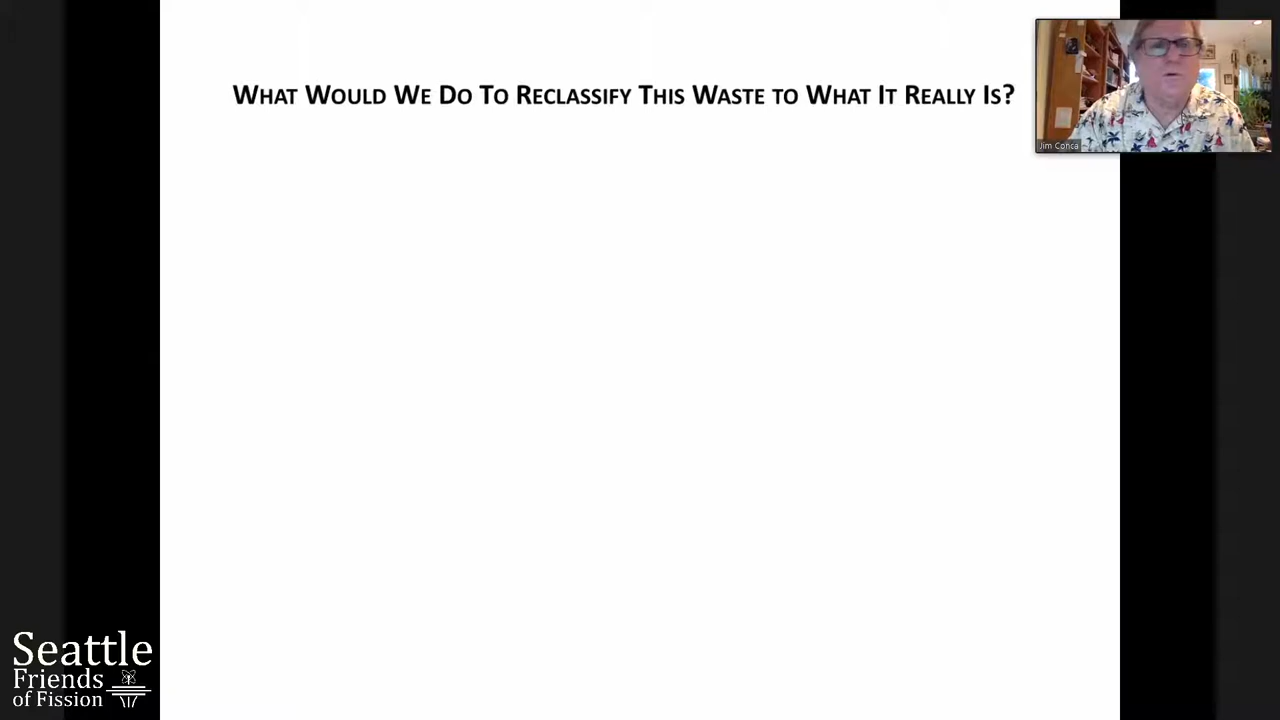 WHAT WOULD WE DO TO RECLASSIFY THIS WASTE TO WHAT IT REALLY IS?
Jim Conca
Seattle
Friends
of Fission